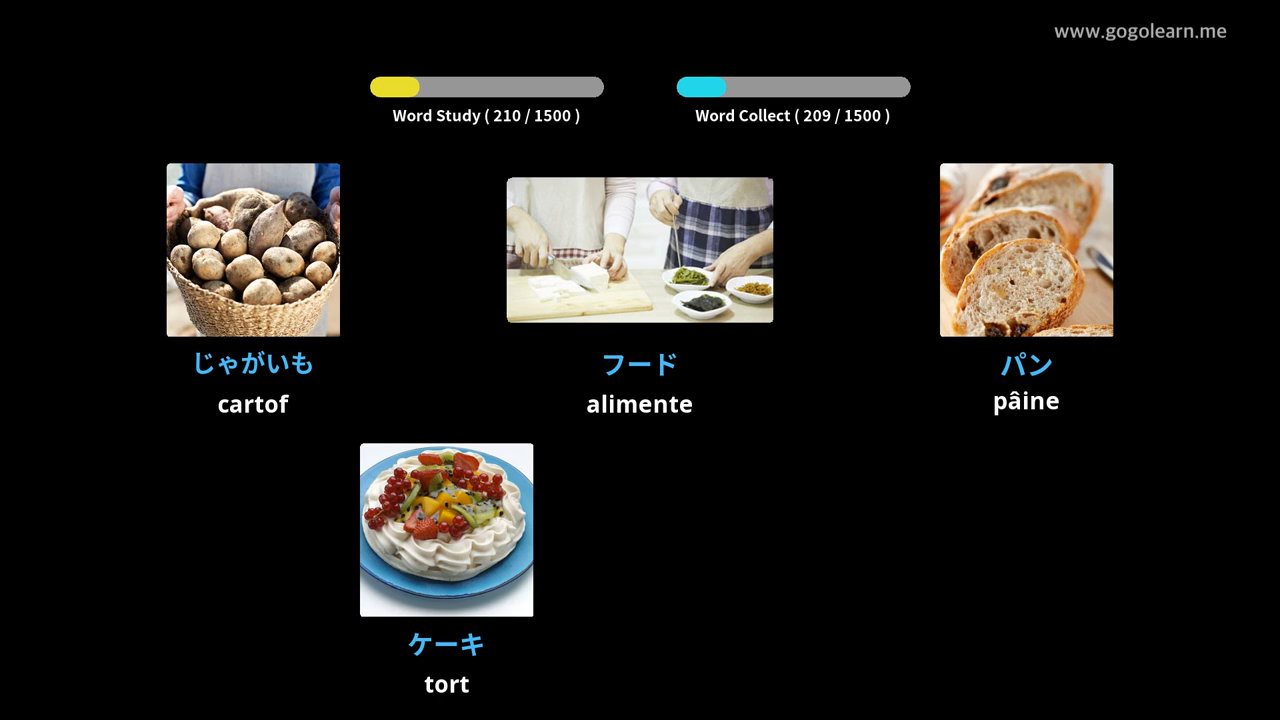 www.gogolearn.me
Word Study ( 210 / 1500 )
Word Collect ( 209 / 1500 )
じゃがいも
cartof
フード
alimente
パン
pâine
ケーキ
tort